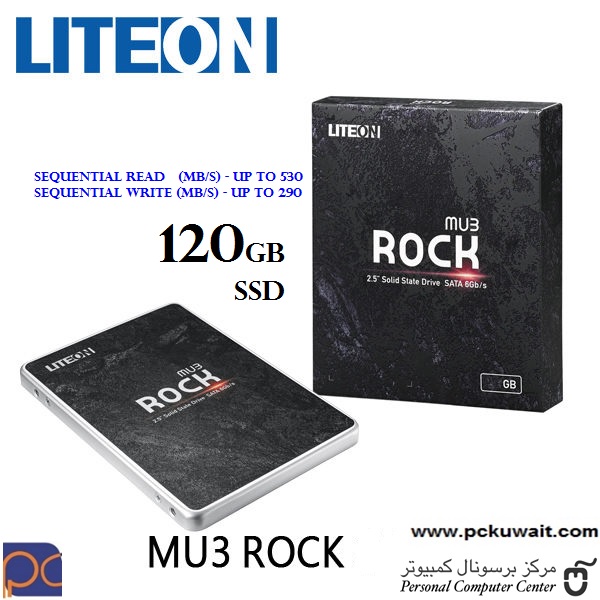 LITEON
SEQUENTIAL READ (MB/S) - UP TO 530
SEQUENTIAL WRITE (MB/S) - UP TO 290
120GB
SSD
LITEON
MU3
ROCK
2.5" Solid State Drive SATA 6Gb/s
GB
LITEON
MU3
ROCK
2.5" Solid State Drive SATA 6Gb/s
MU3 ROCK
www.pckuwait.com
pc
مركز برسونال كمبيوتر
Personal Computer Center